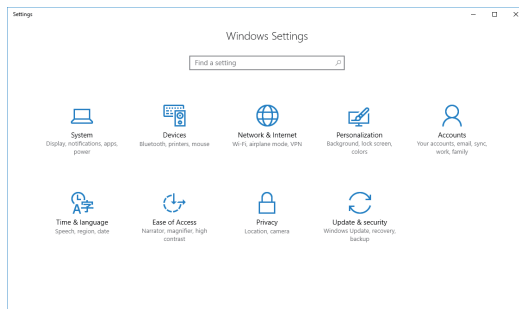 Settings
Windows Settings
Find a setting
System
Display, notifications, apps,
power
Devices
Bluetooth, printers, mouse
Network & Internet
Wi-Fi, airplane mode, VPN
Personalization
Background, lock screen,
colors
Accounts
Your accounts, email, sync,
work, family
Time & language
Speech, region, date
Ease of Access
Narrator, magnifier, high
contrast
Privacy
Location, camera
Update & security
Windows Update, recovery,
backup